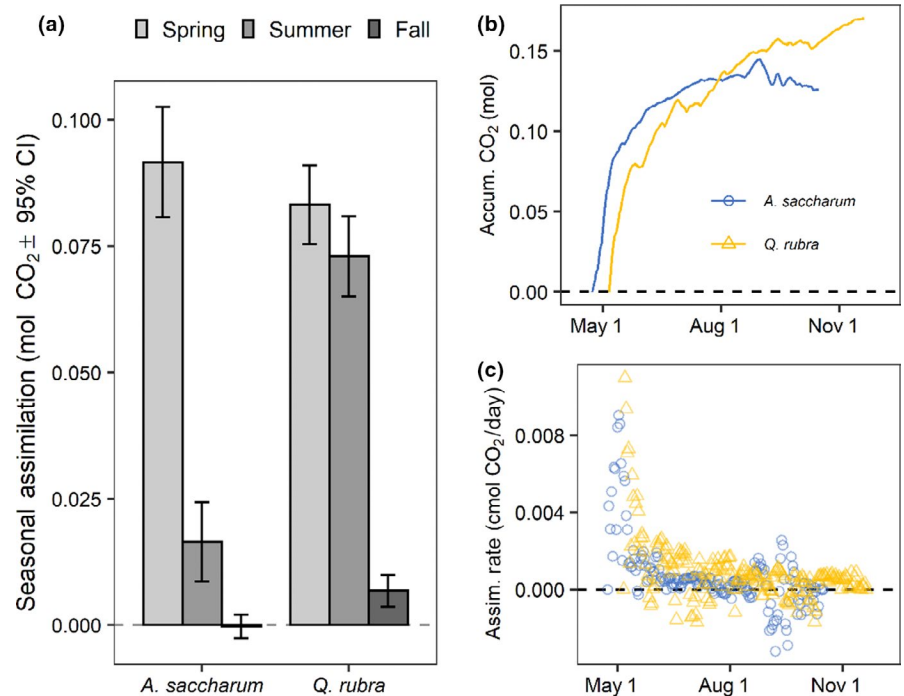 (a)
Spring Summer Fall
Seasonal assimilation (mol CO2 ± 95% CI)
0.100
0.075
0.050
0.025
0.000
A. saccharum Q. rubra
(b)
Accum. CO2 (mol)
0.15
0.10
0.05
0.00
A. saccharum
Q. rubra
May 1 Aug 1 Nov 1
(c)
Assim. rate (cmol CO2/day)
0.008
0.004
0.000
May 1 Aug 1 Nov 1